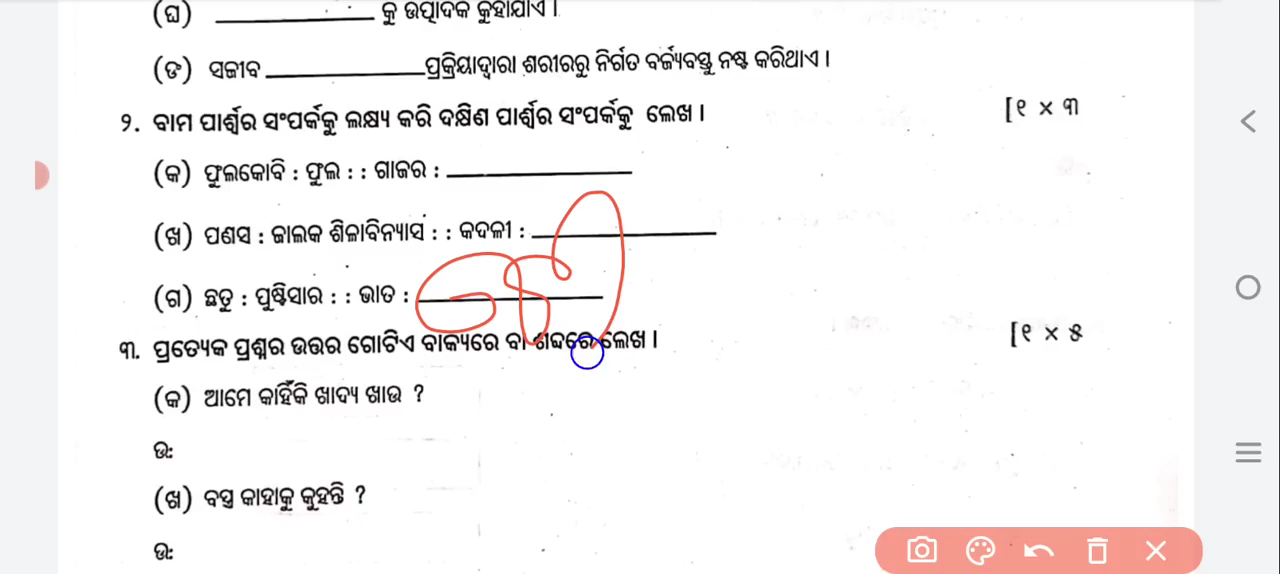 (ଘ) ____________ କୁ ଉତ୍ପାଦକ କୁହାଯାଏ ।
(ଙ) ସଜୀବ ____________ ପ୍ରକ୍ରିୟାଦ୍ୱାରା ଶରୀରରୁ ନିର୍ଗତ ବର୍ଜ୍ୟବସ୍ତୁ ନଷ୍ଟ କରିଥାଏ ।
୨. ବାମ ପାର୍ଶ୍ଵର ସଂପର୍କକୁ ଲକ୍ଷ୍ୟ କରି ଦକ୍ଷିଣ ପାର୍ଶ୍ଵର ସଂପର୍କକୁ ଲେଖ । [୧ × ୩
(କ) ଫୁଲକୋବି : ଫୁଲ : : ଗାଜର : ____________
(ଖ) ପଣସ : ଜାଲକ ଶିଳାବିନ୍ୟାସ : : କଦଳୀ : ____________
(ଗ) ଛତୁ : ପୁଷ୍ଟିସାର : : ଭାତ : ____________
୩. ପ୍ରତ୍ୟେକ ପ୍ରଶ୍ନର ଉତ୍ତର ଗୋଟିଏ ବାକ୍ୟରେ ବା ଶବ୍ଦରେ ଲେଖ । [୧ × ୫
(କ) ଆମେ କାହିଁକି ଖାଦ୍ୟ ଖାଉ ?
ଉ:
(ଖ) ବସ୍ତୁ କାହାକୁ କୁହନ୍ତି ?
ଉ: